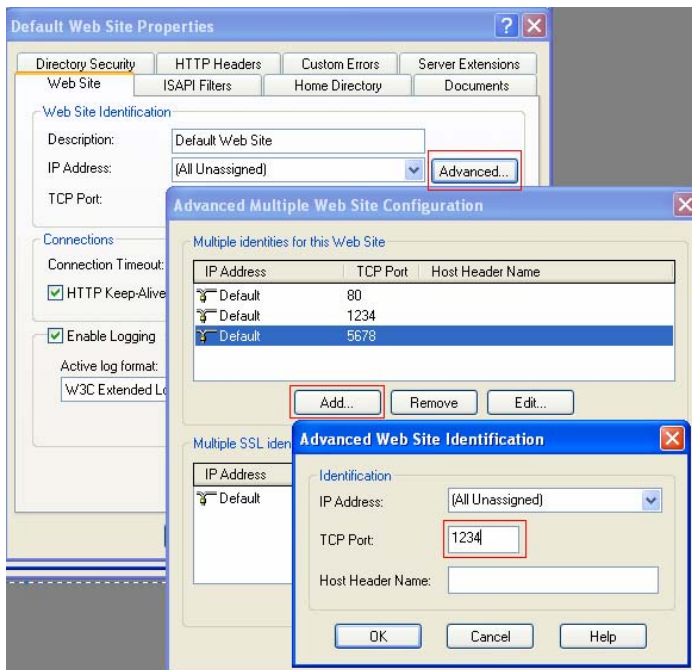 Default Web Site Properties
Directory Security HTTP Headers Custom Errors Server Extensions
Web Site ISAPI Filters Home Directory Documents
Web Site Identification
Description: Default Web Site
IP Address: (All Unassigned) Advanced...
TCP Port:
Connections
Connection Timeout:
HTTP Keep-Alive
Enable Logging
Active log format:
W3C Extended Lo
Advanced Multiple Web Site Configuration
Multiple identities for this Web Site
IP Address TCP Port Host Header Name
Default 80
Default 1234
Default 5678
Add... Remove Edit...
Multiple SSL iden
IP Address
Default
Advanced Web Site Identification
Identification
IP Address: (All Unassigned)
TCP Port: 1234
Host Header Name:
OK Cancel Help